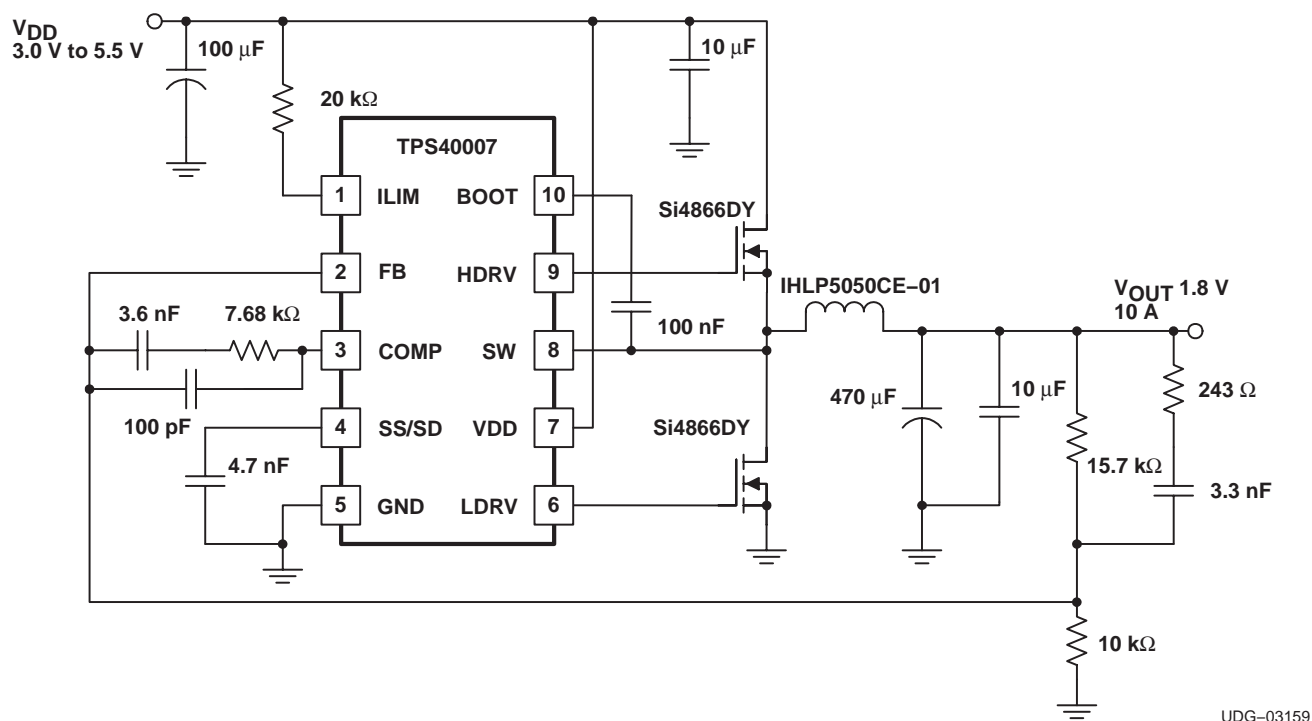 VDD
3.0 V to 5.5 V
100 μF
10 μF
20 kΩ
TPS40007
1 ILIM BOOT 10
Si4866DY
2 FB HDRV 9
IHLP5050CE–01
VOUT 1.8 V
10 A
3.6 nF 7.68 kΩ
100 nF
3 COMP SW 8
470 μF
10 μF
243 Ω
100 pF
4 SS/SD VDD 7
Si4866DY
4.7 nF
15.7 kΩ
3.3 nF
5 GND LDRV 6
10 kΩ
UDG–03159